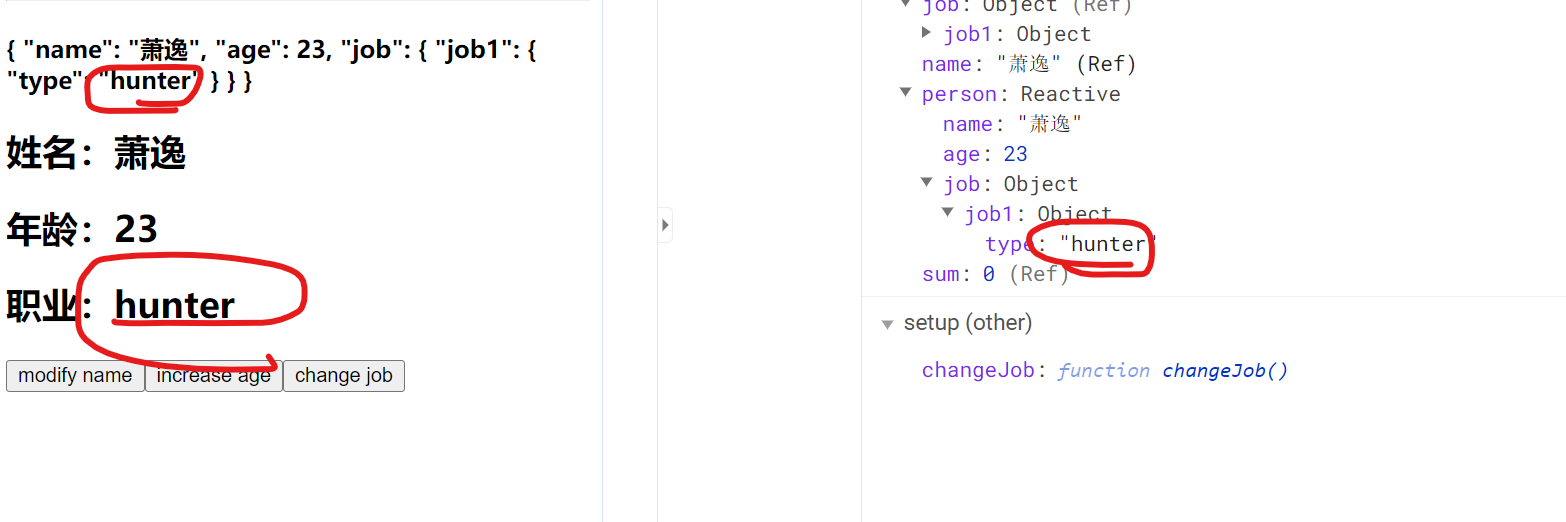 { "name": "萧逸", "age": 23, "job": { "job1": {
"type": "hunter" } } }
姓名：萧逸
年龄：23
职业：hunter
modify name
increase age
change job
job: Object (Ref)
job1: Object
name: "萧逸" (Ref)
person: Reactive
name: "萧逸"
age: 23
job: Object
job1: Object
type: "hunter"
sum: 0 (Ref)
setup (other)
changeJob: function changeJob()